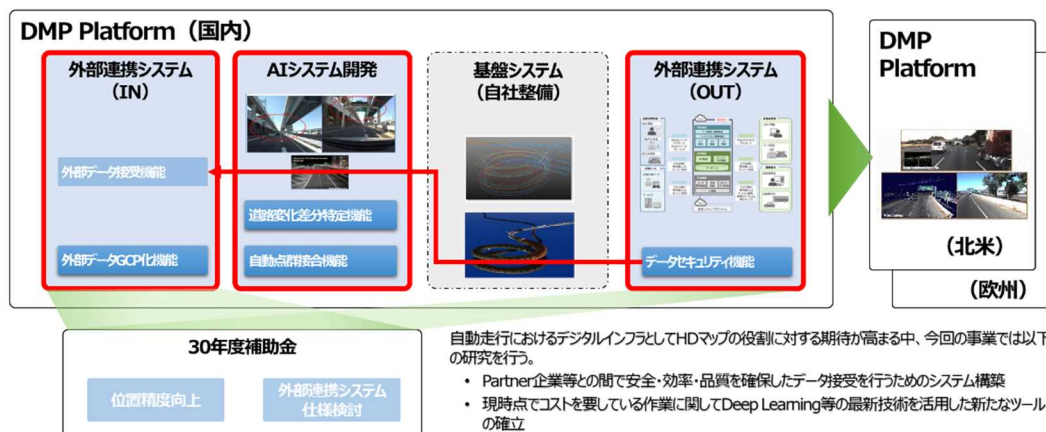 DMP Platform（国内）
外部連携システム
（IN）
外部データ接受機能
外部データGCP化機能
AIシステム開発
道路変化差分特定機能
自動点群接合機能
基盤システム
（自社整備）
外部連携システム
（OUT）
データセキュリティ機能
DMP
Platform
（北米）
（欧州）
30年度補助金
位置精度向上
外部連携システム
仕様検討
自動走行におけるデジタルインフラとしてHDマップの役割に対する期待が高まる中、今回の事業では以下
の研究を行う。
• Partner企業等との間で安全・効率・品質を確保したデータ接受を行うためのシステム構築
• 現時点でコストを要している作業に関してDeep Learning等の最新技術を活用した新たなツール
の確立